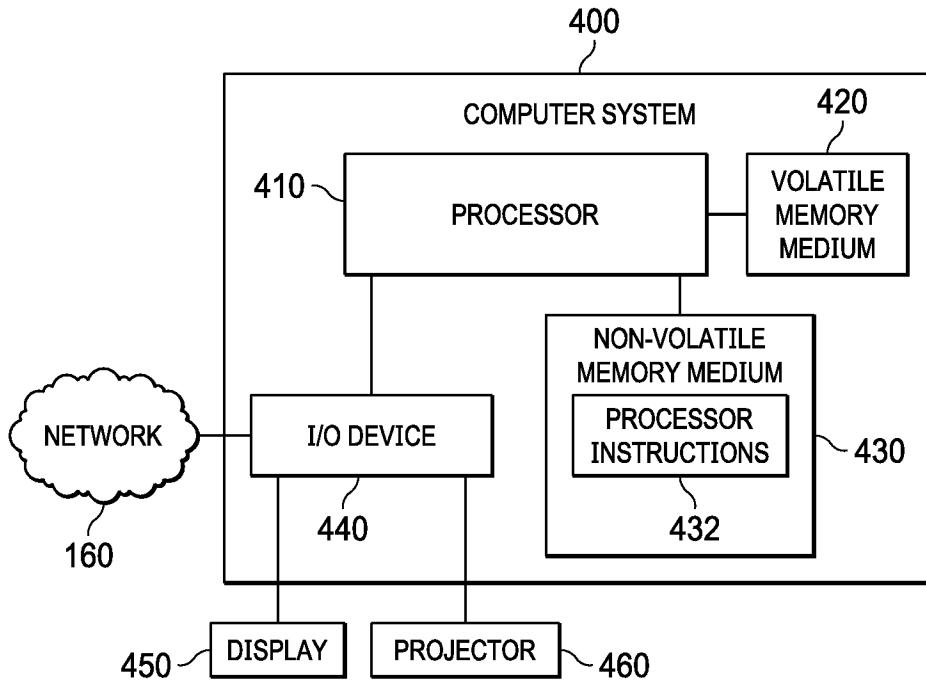 400
COMPUTER SYSTEM
420
410
PROCESSOR
VOLATILE
MEMORY
MEDIUM
NON-VOLATILE
MEMORY MEDIUM
PROCESSOR
INSTRUCTIONS
430
432
NETWORK
160
I/O DEVICE
440
450
DISPLAY
PROJECTOR
460